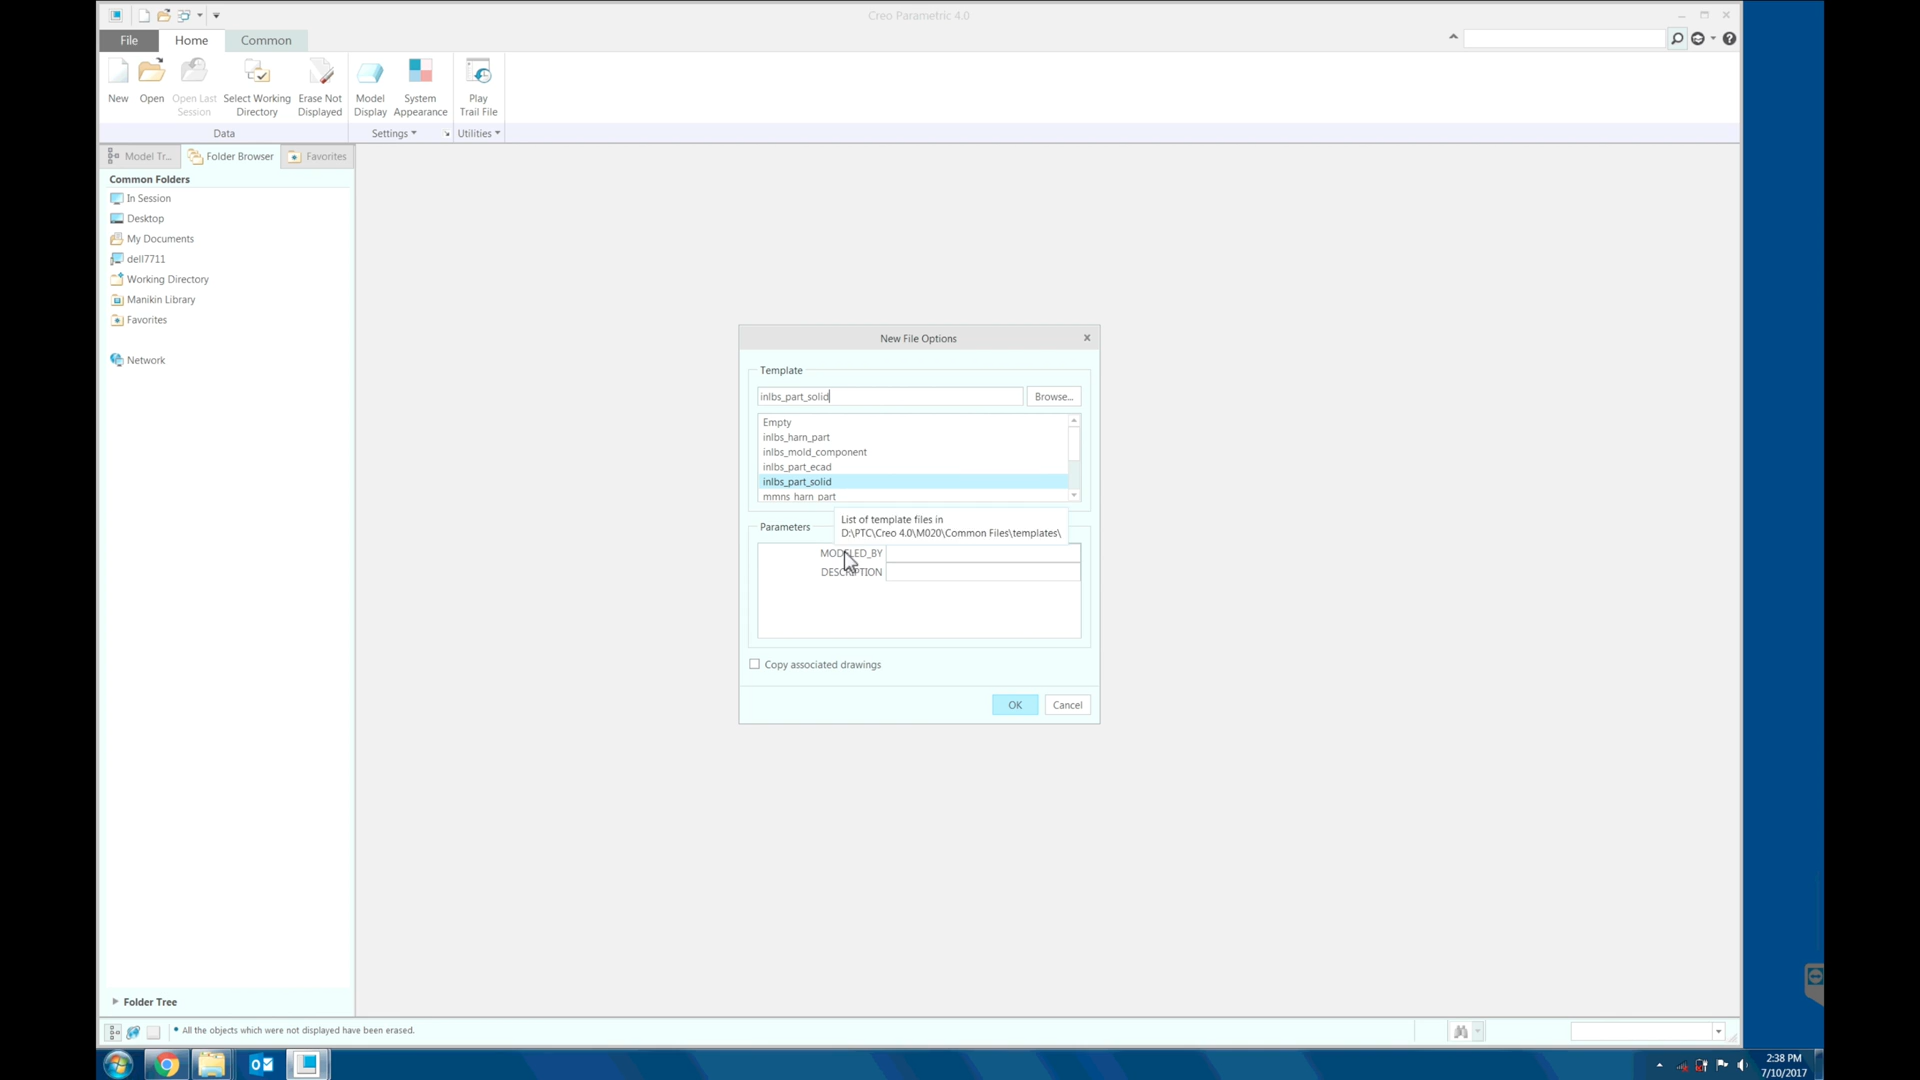 Creo Parametric 4.0
File Home Common
New Open Open Last Session Select Working Directory Erase Not Displayed Model Display System Appearance Play Trail File
Data Settings Utilities
Model Tr... Folder Browser Favorites
Common Folders
In Session
Desktop
My Documents
dell7711
Working Directory
Manikin Library
Favorites
Network
New File Options
Template
inlbs_part_solid Browse...
Empty
inlbs_harn_part
inlbs_mold_component
inlbs_part_ecad
inlbs_part_solid
mmns_harn_part
List of template files in
D:\PTC\Creo 4.0\M020\Common Files\templates\
Parameters
MODELED_BY
DESCRIPTION
Copy associated drawings
OK Cancel
Folder Tree
All the objects which were not displayed have been erased.
2:38 PM
7/10/2017